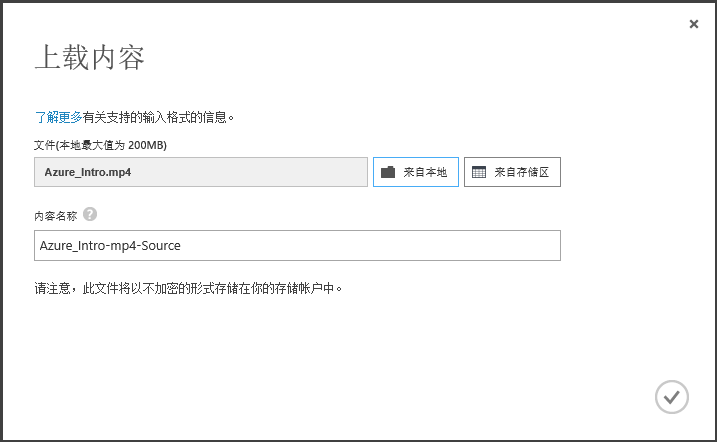 上载内容
了解更多有关支持的输入格式的信息。
文件(本地最大值为 200MB)
Azure_Intro.mp4 来自本地 来自存储区
内容名称 ?
Azure_Intro-mp4-Source
请注意，此文件将以不加密的形式存储在你的存储帐户中。